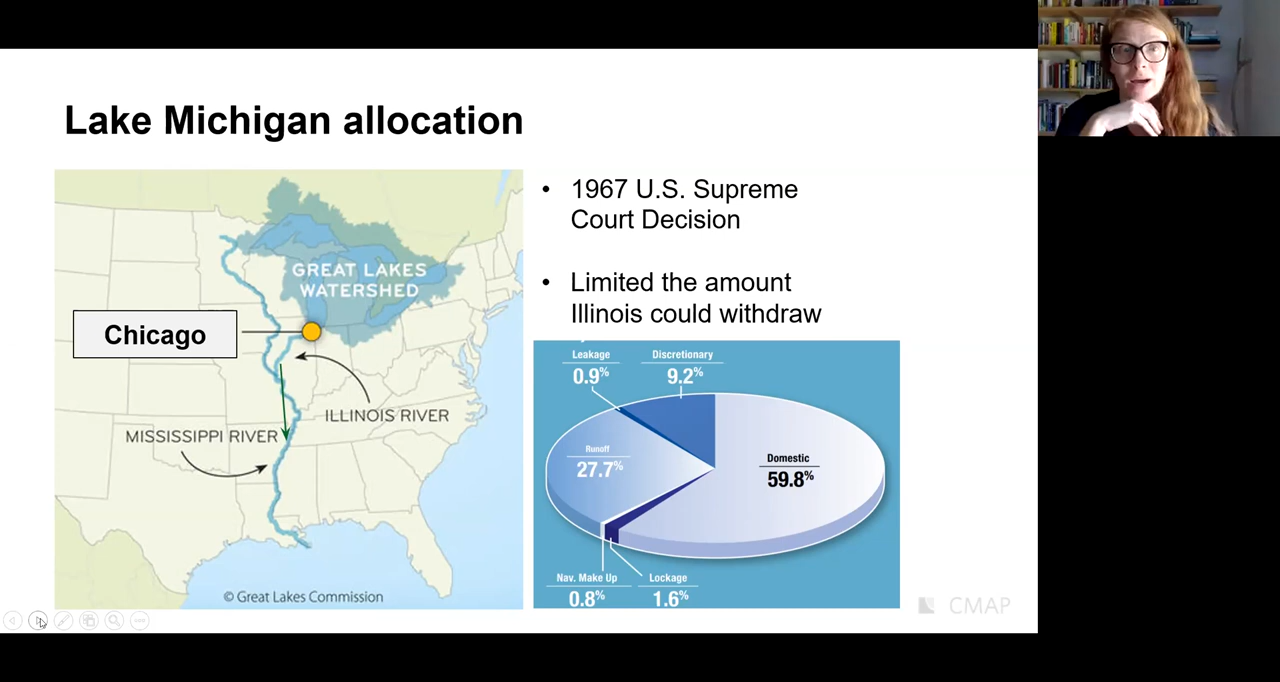 Lake Michigan allocation
GREAT LAKES
WATERSHED
Chicago
ILLINOIS RIVER
MISSISSIPPI RIVER
© Great Lakes Commission
• 1967 U.S. Supreme
Court Decision
• Limited the amount
Illinois could withdraw
Leakage
0.9%
Discretionary
9.2%
Runoff
27.7%
Domestic
59.8%
Nav. Make Up
0.8%
Lockage
1.6%
CMAP